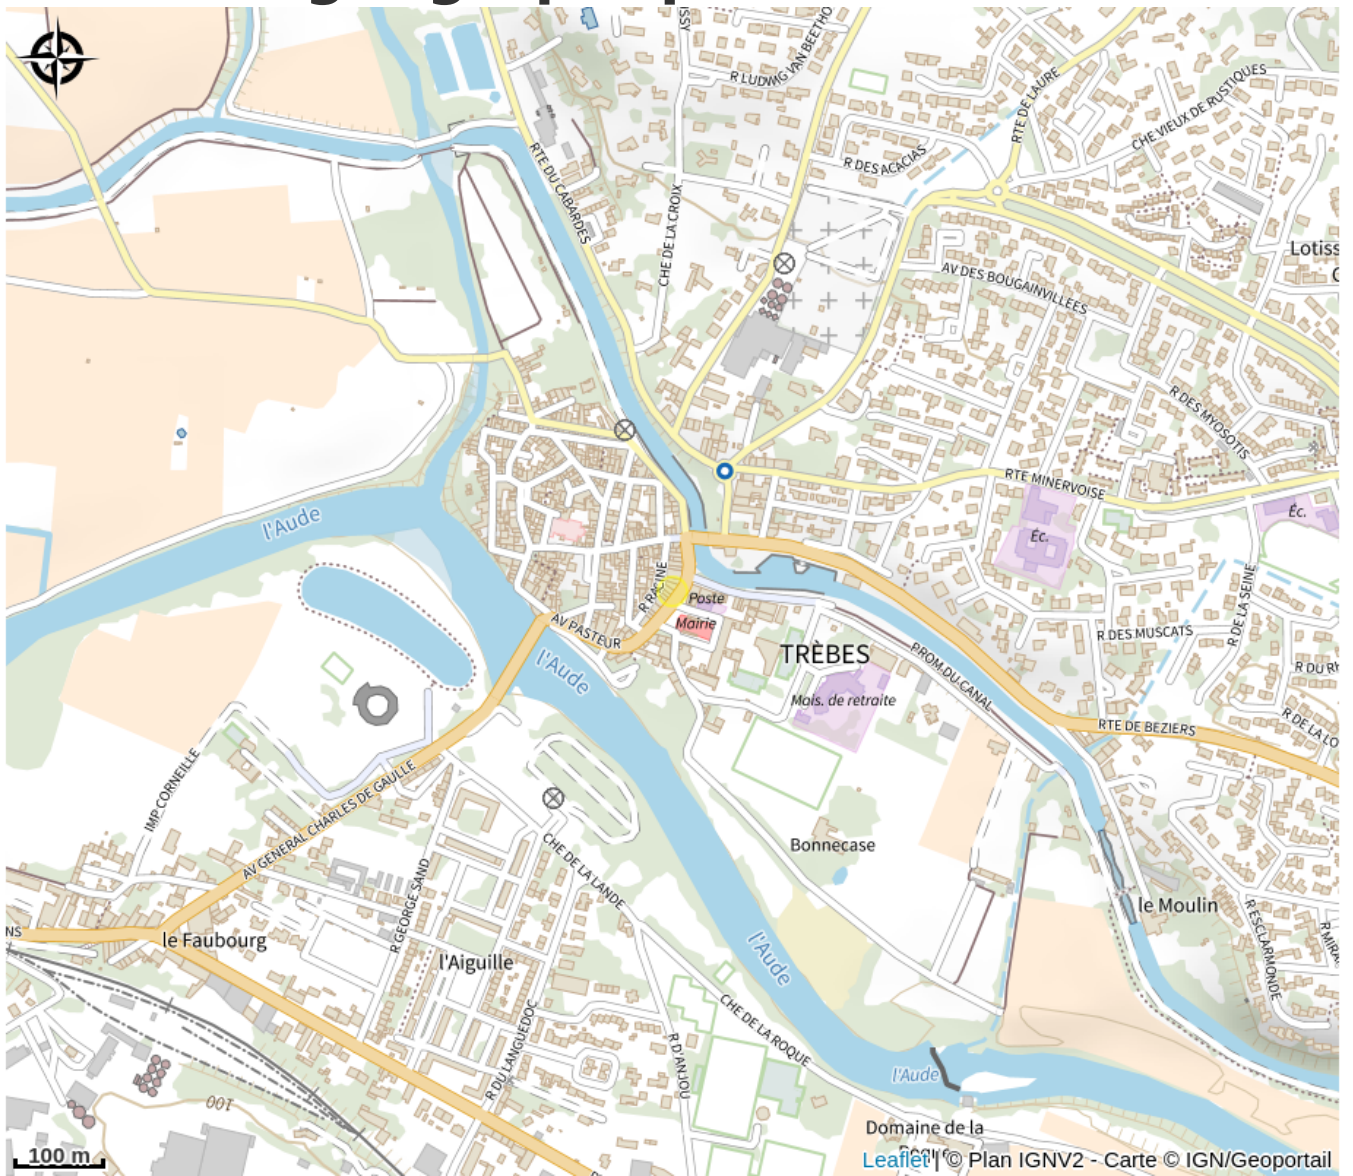 R LUDWIG VAN BEETHO
RTE DE LAURE
CHE VIEUX DE RUSTIQUES
R DES ACACIAS
RTE DU CABARDES
CHE DE LA CROIX
Lotiss
AV DES BOUGAINVILLEES
R DES MYOSOTIS
RTE MINERVOISE
Éc.
Éc.
l'Aude
R RACINE
Poste
Mairie
AV PASTEUR
TRÈBES
R DE LA SEINE
R DES MUSCATS
R DU RH
l'Aude
PROM DU CANAL
Mais. de retraite
R DE LA LO
RTE DE BEZIERS
IMP CORNEILLE
AV GENERAL CHARLES DE GAULLE
Bonnecase
CHE DE LA LANDE
R GEORGE SAND
le Moulin
R ESCLARMONDE
R MIRA
NS
le Faubourg
l'Aiguille
l'Aude
CHE DE LA ROQUE
R DU LANGUEDOC
R D'ANJOU
l'Aude
100
Domaine de la
100 m
Leaflet | © Plan IGNV2 - Carte © IGN/Geoportail